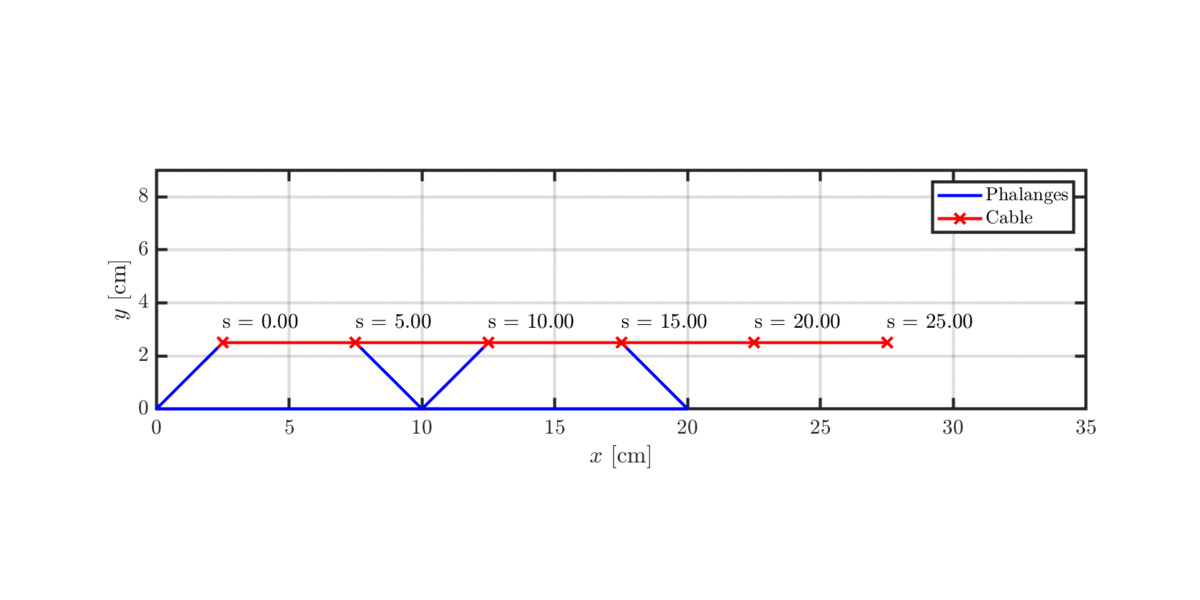 Phalanges
Cable
8
6
4
2
0
y [cm]
s = 0.00
s = 5.00
s = 10.00
s = 15.00
s = 20.00
s = 25.00
0
5
10
15
20
25
30
35
x [cm]